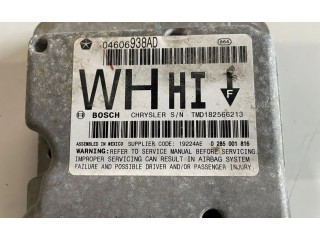 04606938AD
WH HI F
BOSCH CHRYSLER S/N TMD182566213
ASSEMBLED IN MEXICO SUPPLIER CODE: 19224AE 0 285 001 816
WARNING: REFER TO SERVICE MANUAL BEFORE SERVICING
IMPROPER SERVICING CAN RESULT IN AIRBAG SYSTEM
FAILURE AND POSSIBLE DRIVER AND/OR PASSENGER INJURY.